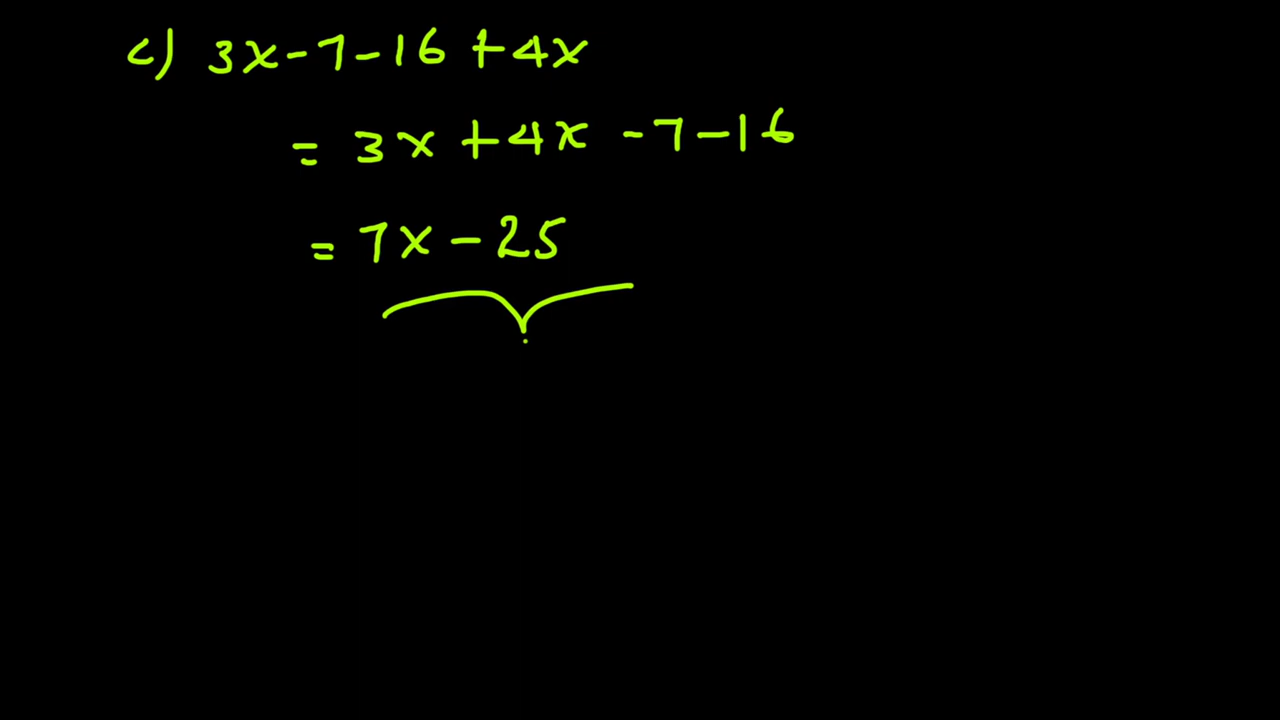 c) 3x-7-16+4x
= 3x+4x-7-16
= 7x-25